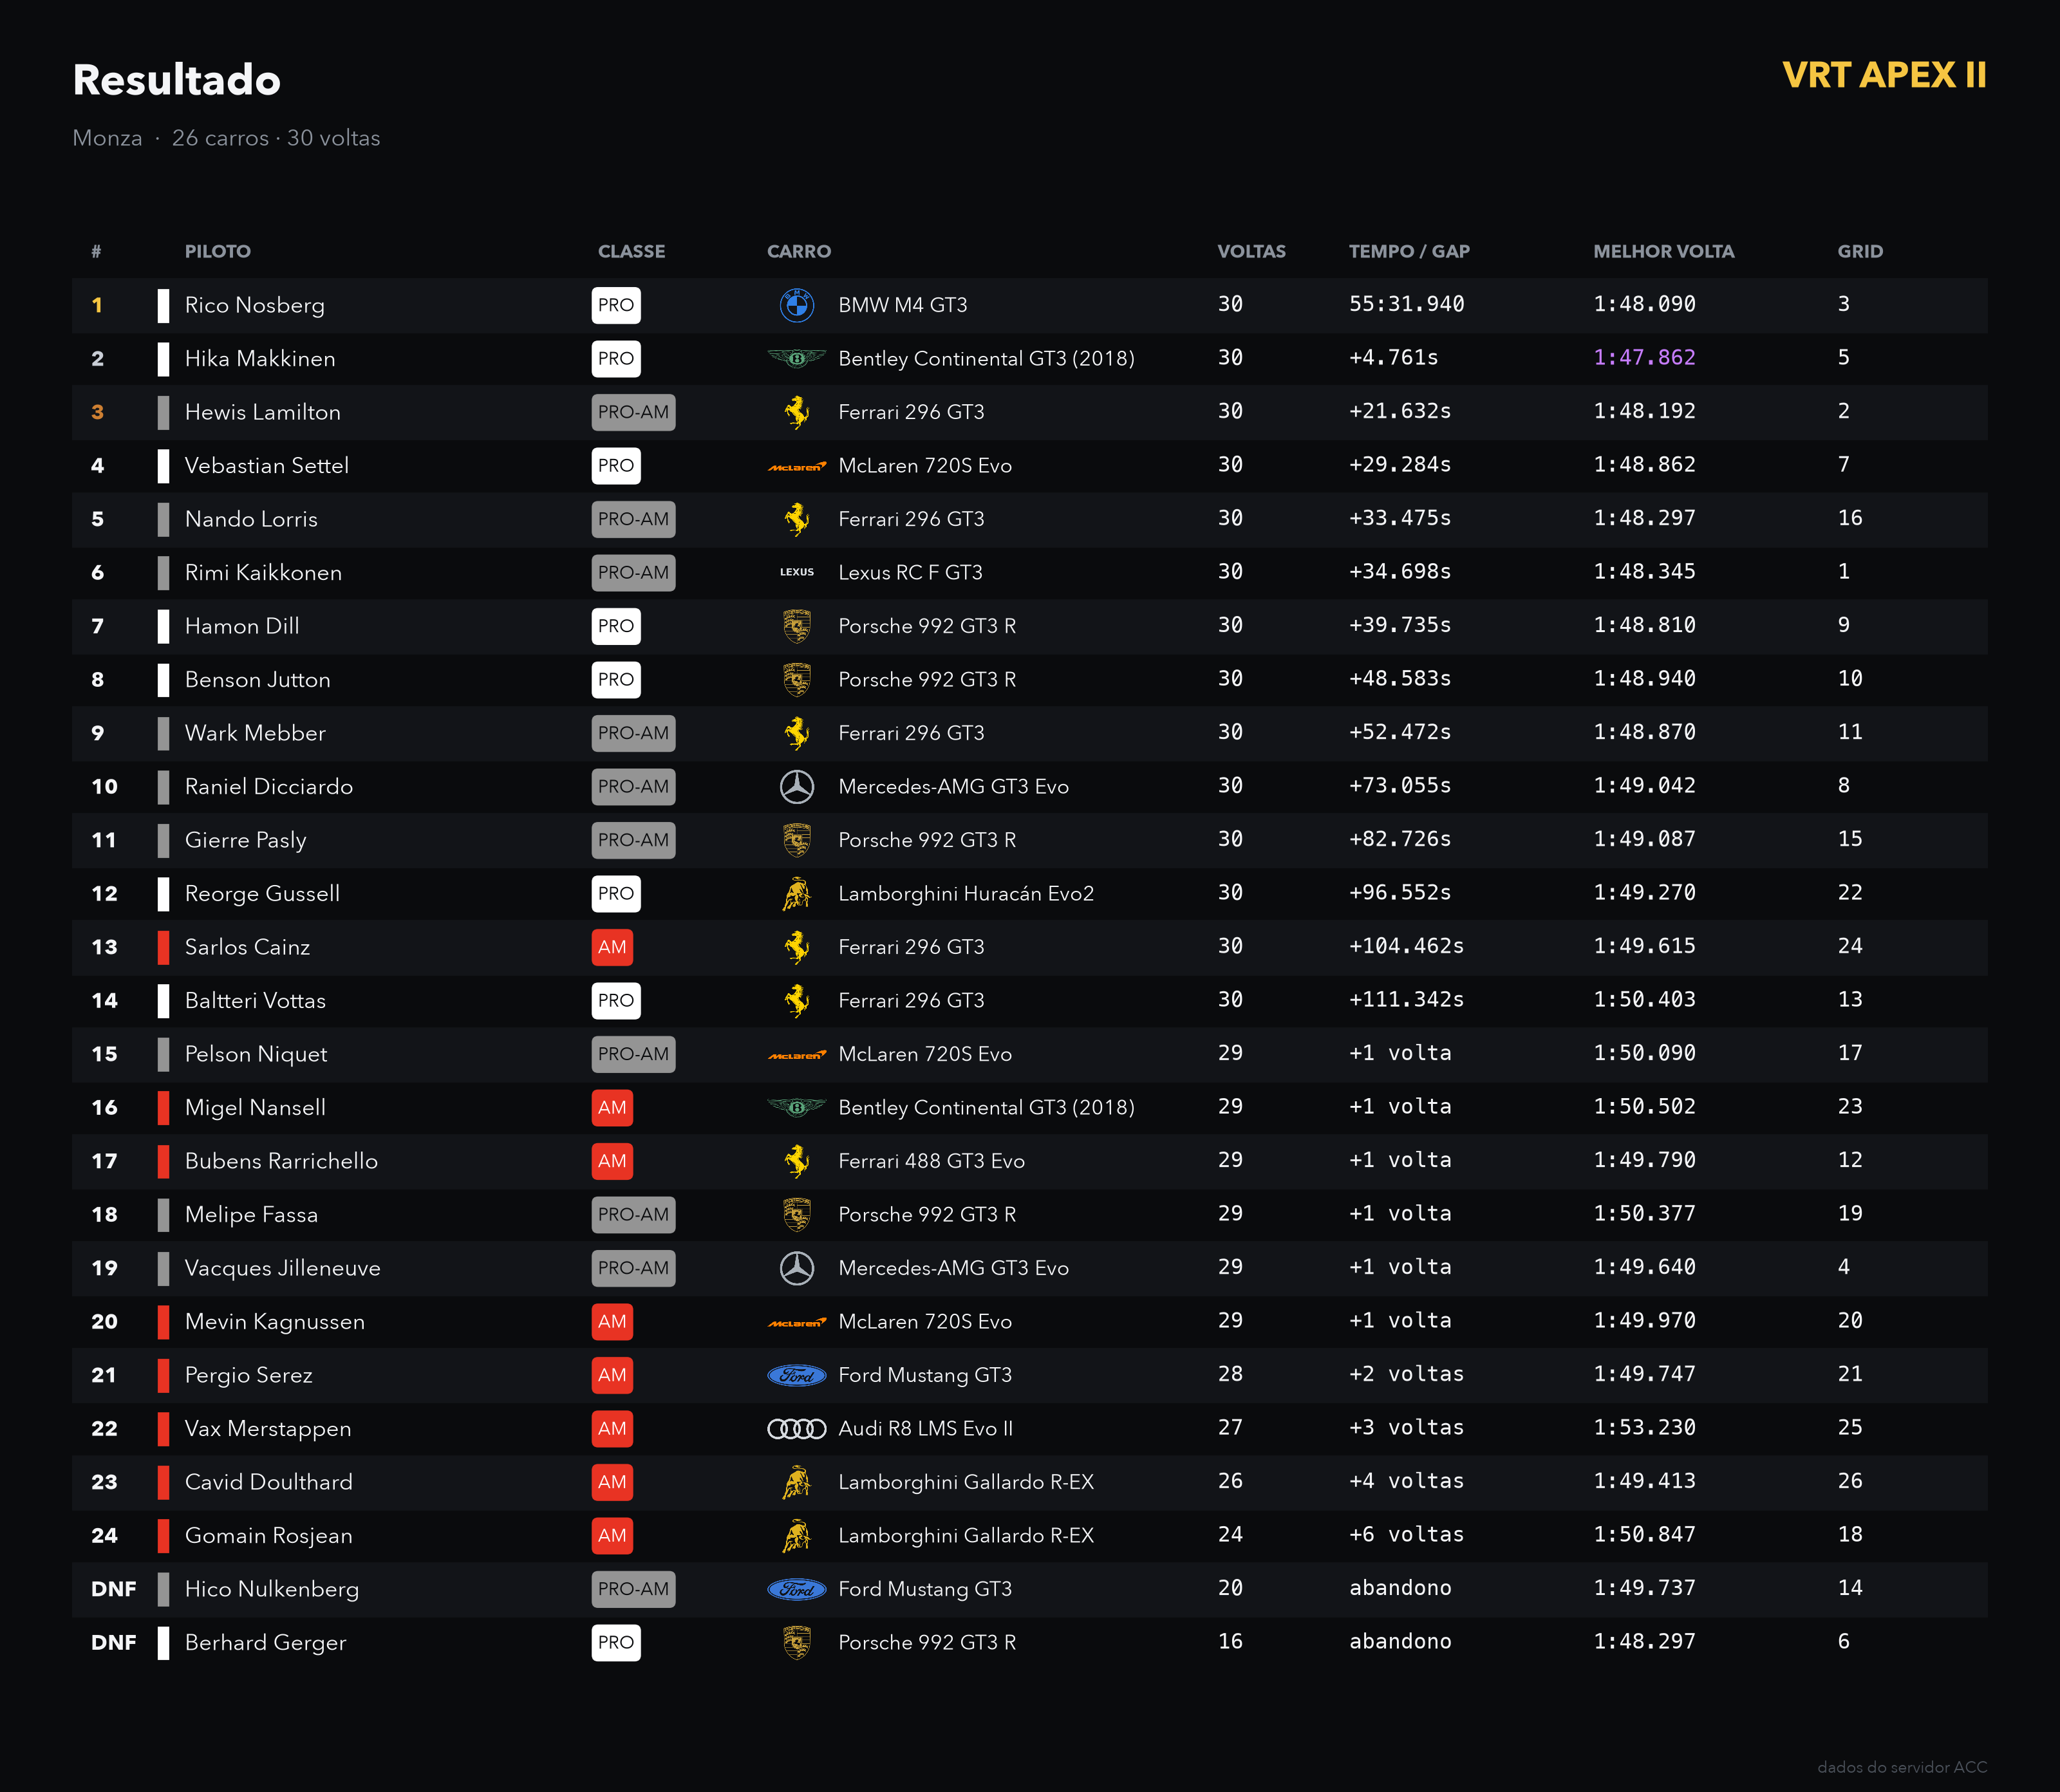 Resultado
VRT APEX II
Monza · 26 carros · 30 voltas
# PILOTO CLASSE CARRO VOLTAS TEMPO / GAP MELHOR VOLTA GRID
1 Rico Nosberg PRO BMW M4 GT3 30 55:31.940 1:48.090 3
2 Hika Makkinen PRO Bentley Continental GT3 (2018) 30 +4.761s 1:47.862 5
3 Hewis Lamilton PRO-AM Ferrari 296 GT3 30 +21.632s 1:48.192 2
4 Vebastian Settel PRO McLaren McLaren 720S Evo 30 +29.284s 1:48.862 7
5 Nando Lorris PRO-AM Ferrari 296 GT3 30 +33.475s 1:48.297 16
6 Rimi Kaikkonen PRO-AM LEXUS Lexus RC F GT3 30 +34.698s 1:48.345 1
7 Hamon Dill PRO Porsche 992 GT3 R 30 +39.735s 1:48.810 9
8 Benson Jutton PRO Porsche 992 GT3 R 30 +48.583s 1:48.940 10
9 Wark Mebber PRO-AM Ferrari 296 GT3 30 +52.472s 1:48.870 11
10 Raniel Dicciardo PRO-AM Mercedes-AMG GT3 Evo 30 +73.055s 1:49.042 8
11 Gierre Pasly PRO-AM Porsche 992 GT3 R 30 +82.726s 1:49.087 15
12 Reorge Gussell PRO Lamborghini Huracán Evo2 30 +96.552s 1:49.270 22
13 Sarlos Cainz AM Ferrari 296 GT3 30 +104.462s 1:49.615 24
14 Baltteri Vottas PRO Ferrari 296 GT3 30 +111.342s 1:50.403 13
15 Pelson Niquet PRO-AM McLaren McLaren 720S Evo 29 +1 volta 1:50.090 17
16 Migel Nansell AM Bentley Continental GT3 (2018) 29 +1 volta 1:50.502 23
17 Bubens Rarrichello AM Ferrari 488 GT3 Evo 29 +1 volta 1:49.790 12
18 Melipe Fassa PRO-AM Porsche 992 GT3 R 29 +1 volta 1:50.377 19
19 Vacques Jilleneuve PRO-AM Mercedes-AMG GT3 Evo 29 +1 volta 1:49.640 4
20 Mevin Kagnussen AM McLaren McLaren 720S Evo 29 +1 volta 1:49.970 20
21 Pergio Serez AM Ford Ford Mustang GT3 28 +2 voltas 1:49.747 21
22 Vax Merstappen AM Audi R8 LMS Evo II 27 +3 voltas 1:53.230 25
23 Cavid Doulthard AM Lamborghini Gallardo R-EX 26 +4 voltas 1:49.413 26
24 Gomain Rosjean AM Lamborghini Gallardo R-EX 24 +6 voltas 1:50.847 18
DNF Hico Nulkenberg PRO-AM Ford Ford Mustang GT3 20 abandono 1:49.737 14
DNF Berhard Gerger PRO Porsche 992 GT3 R 16 abandono 1:48.297 6
dados do servidor ACC